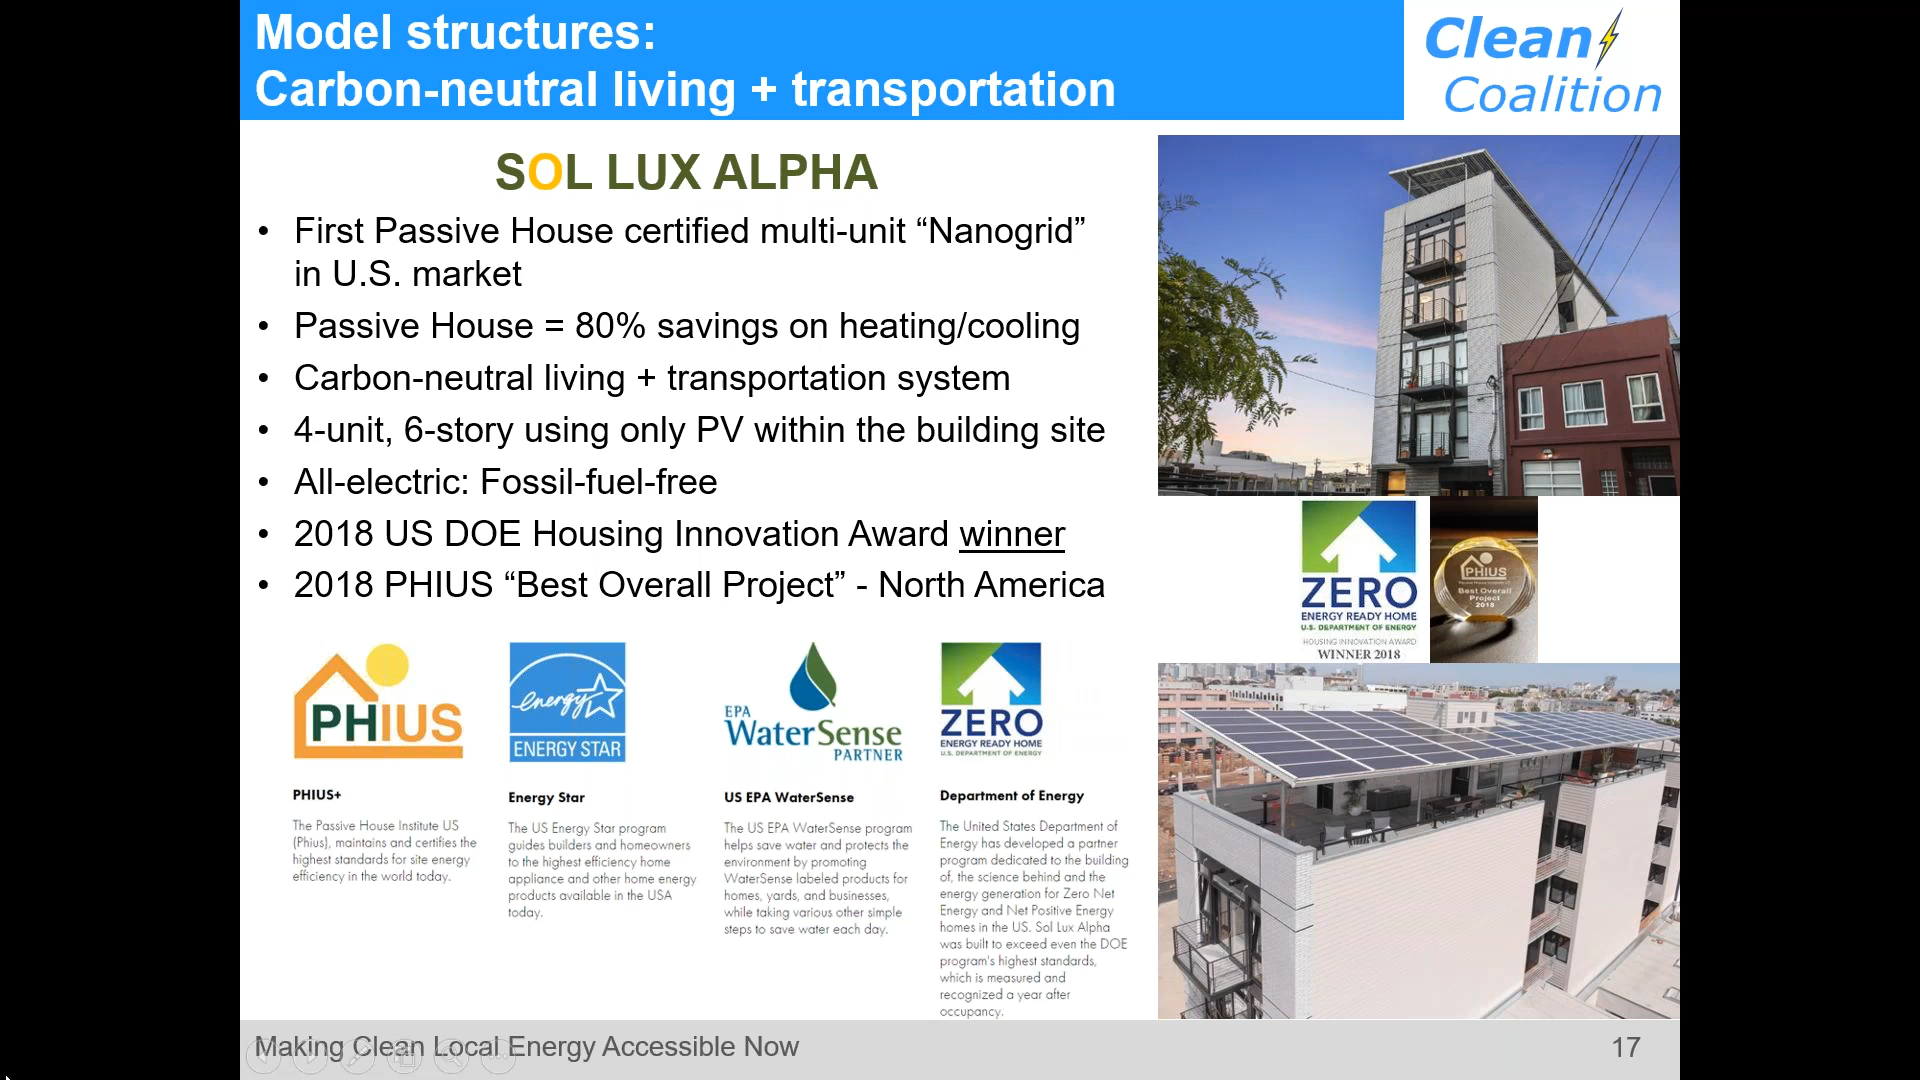 Model structures:
Carbon-neutral living + transportation
Clean
Coalition
SOL LUX ALPHA
• First Passive House certified multi-unit “Nanogrid”
in U.S. market
• Passive House = 80% savings on heating/cooling
• Carbon-neutral living + transportation system
• 4-unit, 6-story using only PV within the building site
• All-electric: Fossil-fuel-free
• 2018 US DOE Housing Innovation Award winner
• 2018 PHIUS “Best Overall Project” - North America
ZERO
ENERGY READY HOME
U.S. DEPARTMENT OF ENERGY
HOUSING INNOVATION AWARD
WINNER 2018
PHIUS
Passive House Institute US
Best Overall
Project
2018
PHIUS
energy
ENERGY STAR
EPA
WaterSense
PARTNER
ZERO
ENERGY READY HOME
U.S. DEPARTMENT OF ENERGY
PHIUS+
The Passive House Institute US
(Phius), maintains and certifies the
highest standards for site energy
efficiency in the world today.
Energy Star
The US Energy Star program
guides builders and homeowners
to the highest efficiency home
appliance and other home energy
products available in the USA
today.
US EPA WaterSense
The US EPA WaterSense program
helps save water and protects the
environment by promoting
WaterSense labeled products for
homes, yards, and businesses,
while taking various other simple
steps to save water each day.
Department of Energy
The United States Department of
Energy has developed a partner
program dedicated to the building
of, the science behind and the
energy generation for Zero Net
Energy and Net Positive Energy
homes in the US. Sol Lux Alpha
was built to exceed even the DOE
program's highest standards,
which is measured and
recognized a year after
occupancy.
Making Clean Local Energy Accessible Now
17